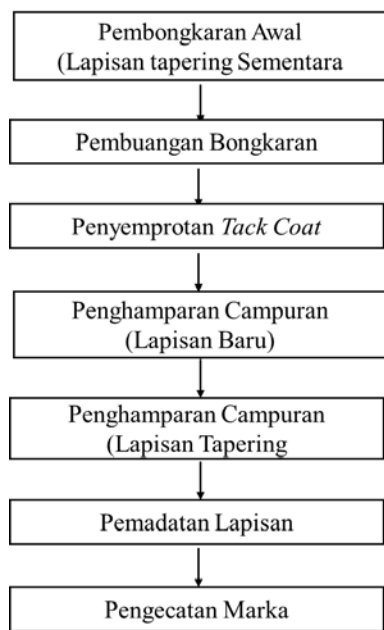 Pembongkaran Awal
(Lapisan tapering Sementara
Pembuangan Bongkaran
Penyemprotan Tack Coat
Penghamparan Campuran
(Lapisan Baru)
Penghamparan Campuran
(Lapisan Tapering
Pemadatan Lapisan
Pengecatan Marka